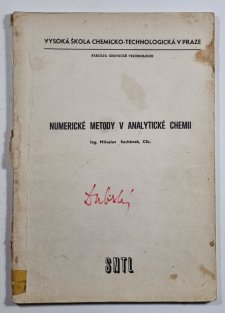 VYSOKÁ ŠKOLA CHEMICKO-TECHNOLOGICKÁ V PRAZE
FAKULTA CHEMICKÉ TECHNOLOGIE
NUMERICKÉ METODY V ANALYTICKÉ CHEMII
Ing. Miloslav Suchánek, CSc.
SNTL